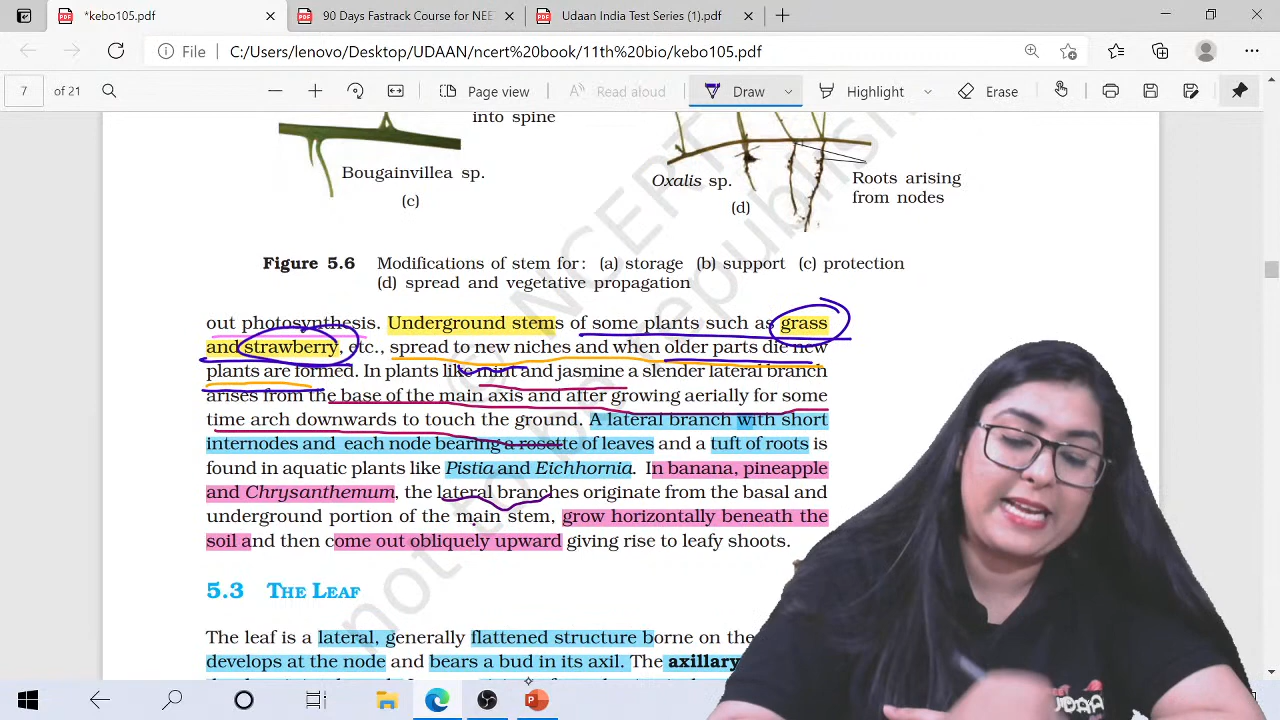 *kebo105.pdf
90 Days Fastrack Course for NEE
Udaan India Test Series (1).pdf
File
C:/Users/lenovo/Desktop/UDAAN/ncert%20book/11th%20bio/kebo105.pdf
7 of 21
Page view
Read aloud
Draw
Highlight
Erase
into spine
Bougainvillea sp.
(c)
Oxalis sp.
(d)
Roots arising
from nodes
Figure 5.6 Modifications of stem for: (a) storage (b) support (c) protection
(d) spread and vegetative propagation
out photosynthesis. Underground stems of some plants such as grass
and strawberry, etc., spread to new niches and when older parts die new
plants are formed. In plants like mint and jasmine a slender lateral branch
arises from the base of the main axis and after growing aerially for some
time arch downwards to touch the ground. A lateral branch with short
internodes and each node bearing a rosette of leaves and a tuft of roots is
found in aquatic plants like Pistia and Eichhornia. In banana, pineapple
and Chrysanthemum, the lateral branches originate from the basal and
underground portion of the main stem, grow horizontally beneath the
soil and then come out obliquely upward giving rise to leafy shoots.
5.3 THE LEAF
The leaf is a lateral, generally flattened structure borne on the
develops at the node and bears a bud in its axil. The axillary
© NCERT
not to be republish